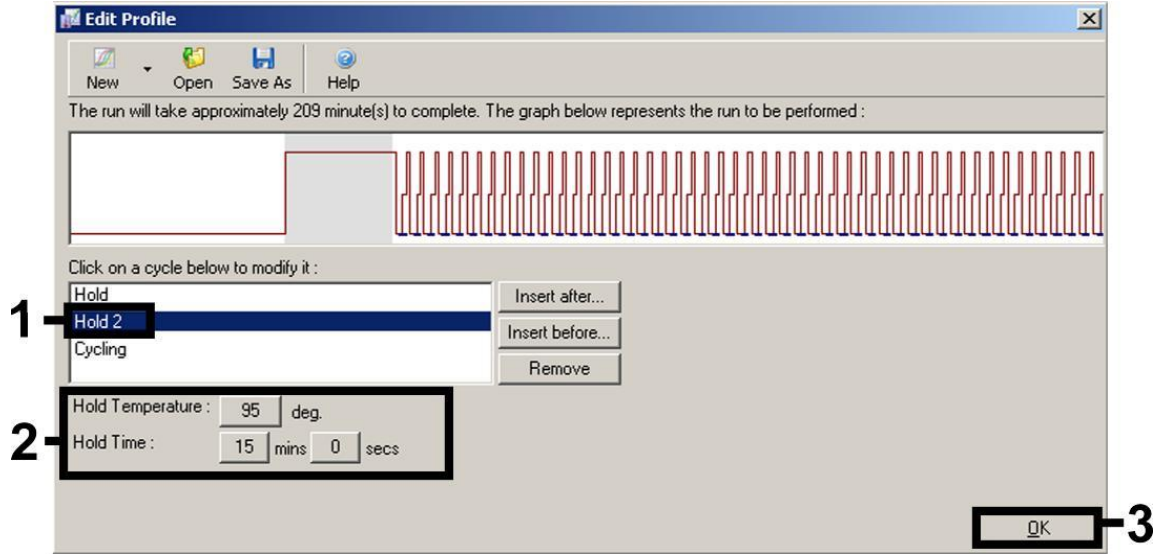 Edit Profile
New Open Save As Help
The run will take approximately 209 minute(s) to complete. The graph below represents the run to be performed :
Click on a cycle below to modify it :
Hold
Insert after...
1 Hold 2
Insert before...
Cycling
Remove
2
Hold Temperature : 95 deg.
Hold Time : 15 mins 0 secs
OK 3